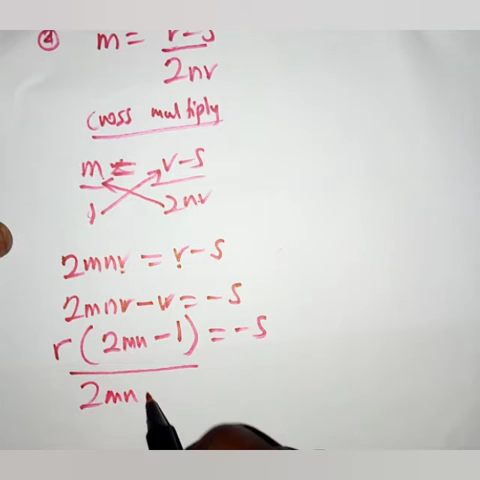 ④ m = r-s
2nr
Cross multiply
m = r-s
1 2nr
2mnr = r-s
2mnr-r = -s
r(2mn-1) = -s
2mn